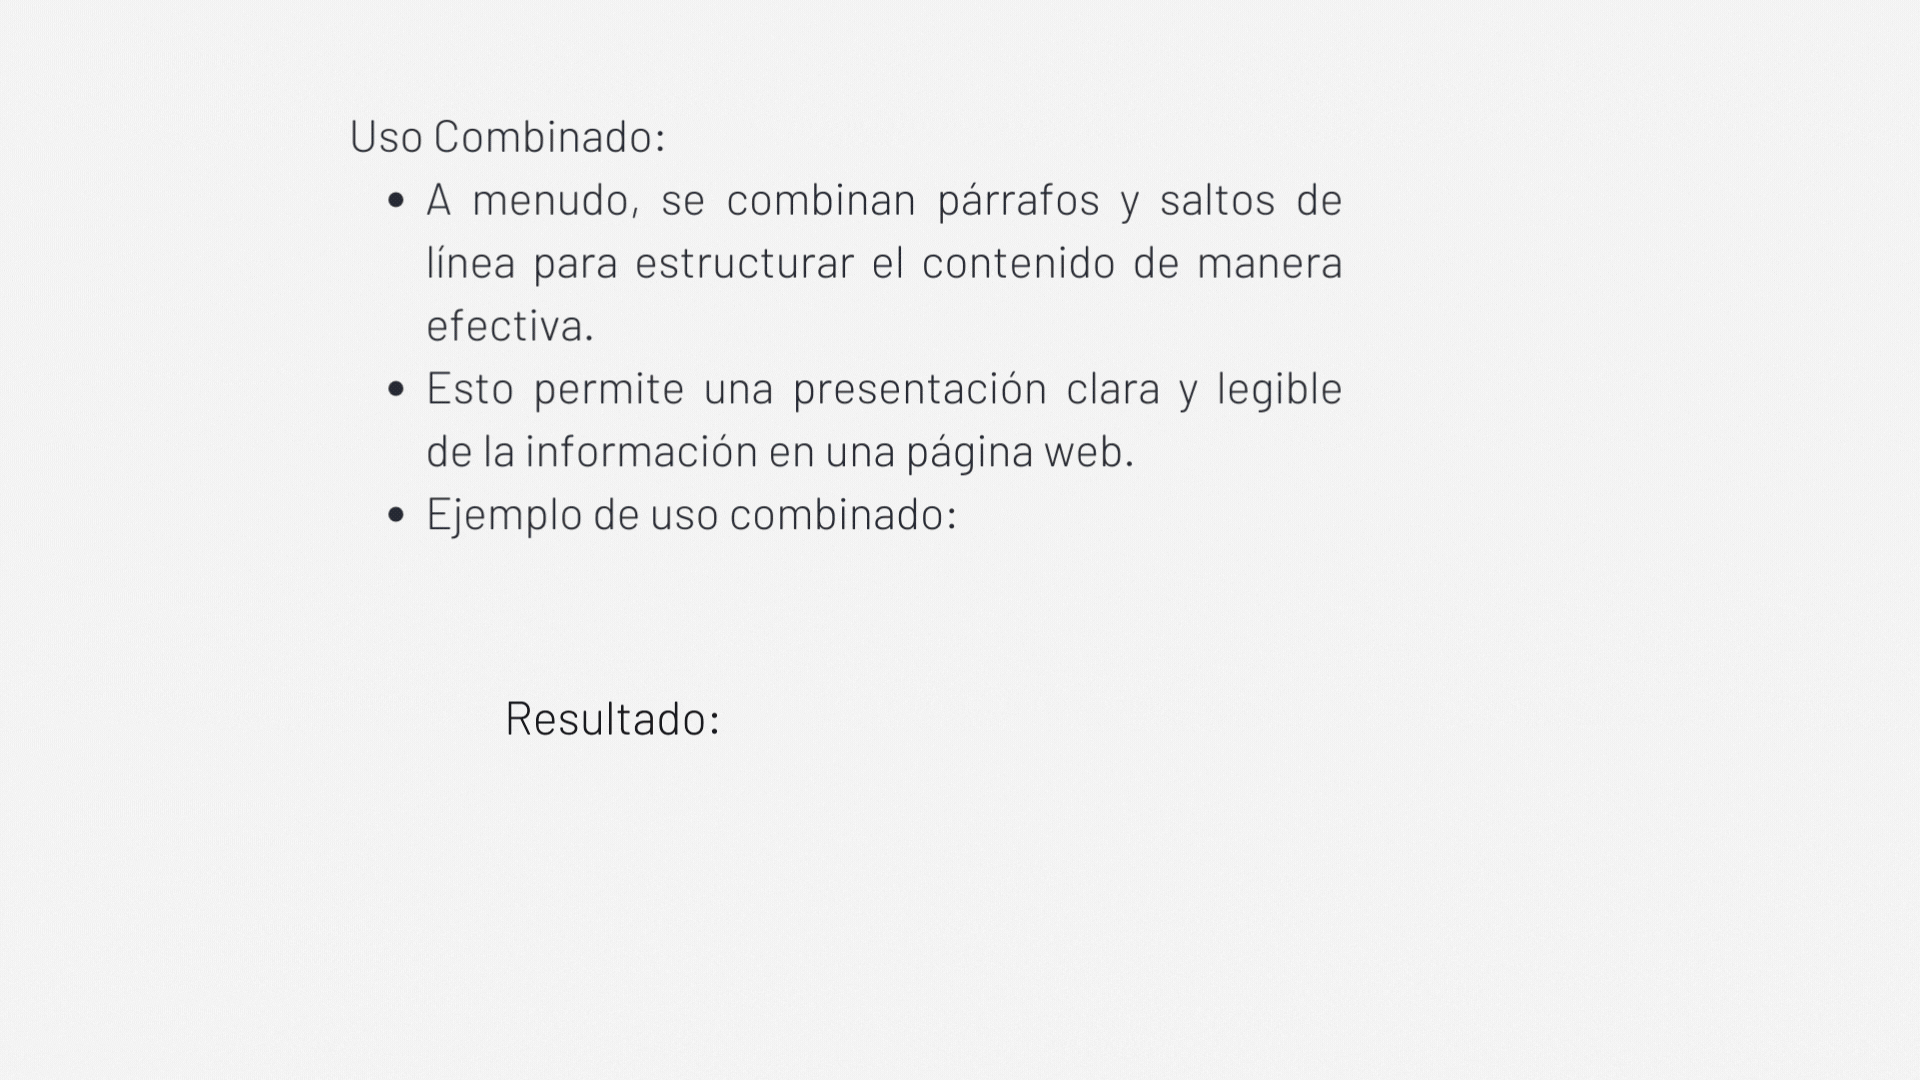 Uso Combinado:
• A menudo, se combinan párrafos y saltos de
línea para estructurar el contenido de manera
efectiva.
• Esto permite una presentación clara y legible
de la información en una página web.
• Ejemplo de uso combinado:
Resultado: